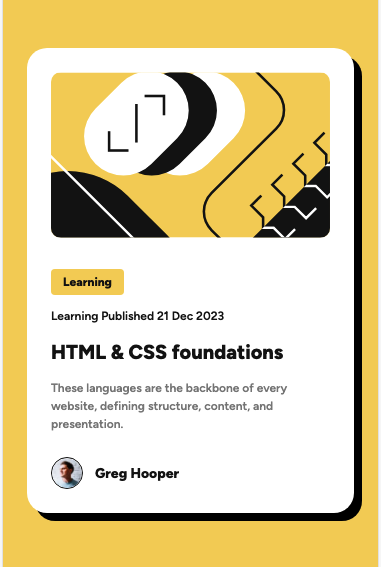 Learning
Learning Published 21 Dec 2023
HTML & CSS foundations
These languages are the backbone of every
website, defining structure, content, and
presentation.
Greg Hooper